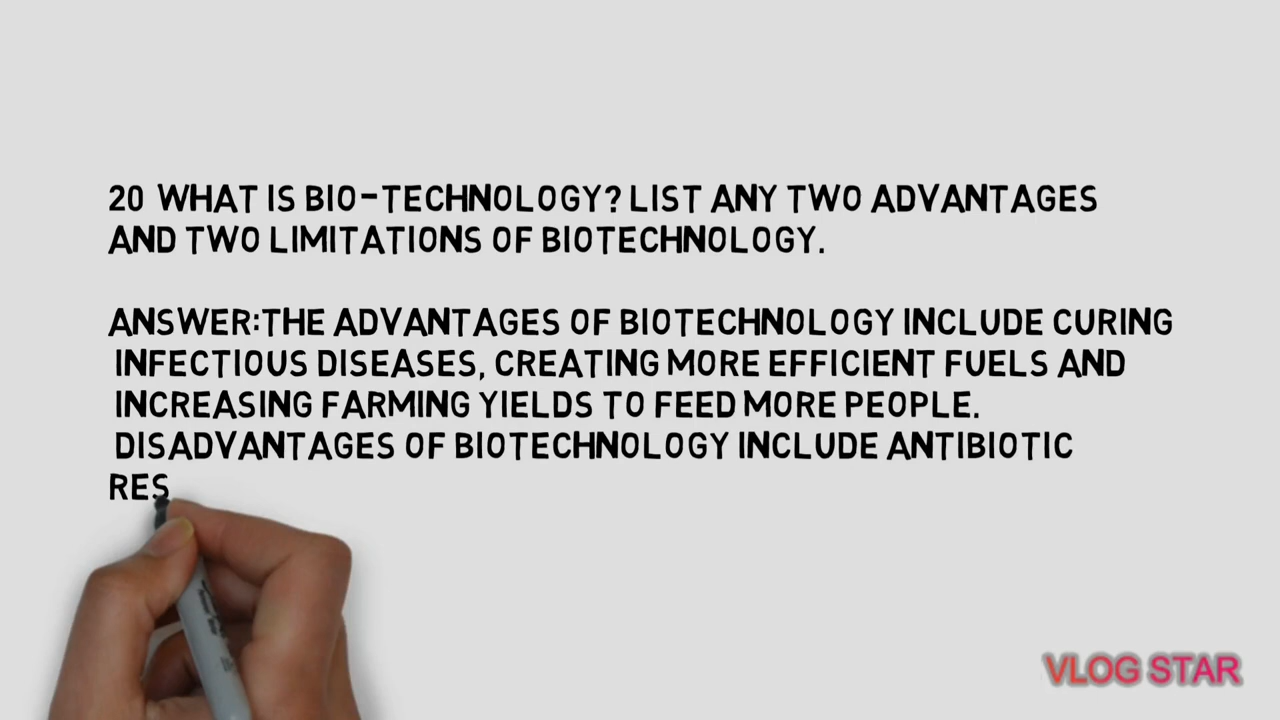 20 WHAT IS BIO-TECHNOLOGY? LIST ANY TWO ADVANTAGES
AND TWO LIMITATIONS OF BIOTECHNOLOGY.
ANSWER:THE ADVANTAGES OF BIOTECHNOLOGY INCLUDE CURING
INFECTIOUS DISEASES, CREATING MORE EFFICIENT FUELS AND
INCREASING FARMING YIELDS TO FEED MORE PEOPLE.
DISADVANTAGES OF BIOTECHNOLOGY INCLUDE ANTIBIOTIC
RES
VLOG STAR